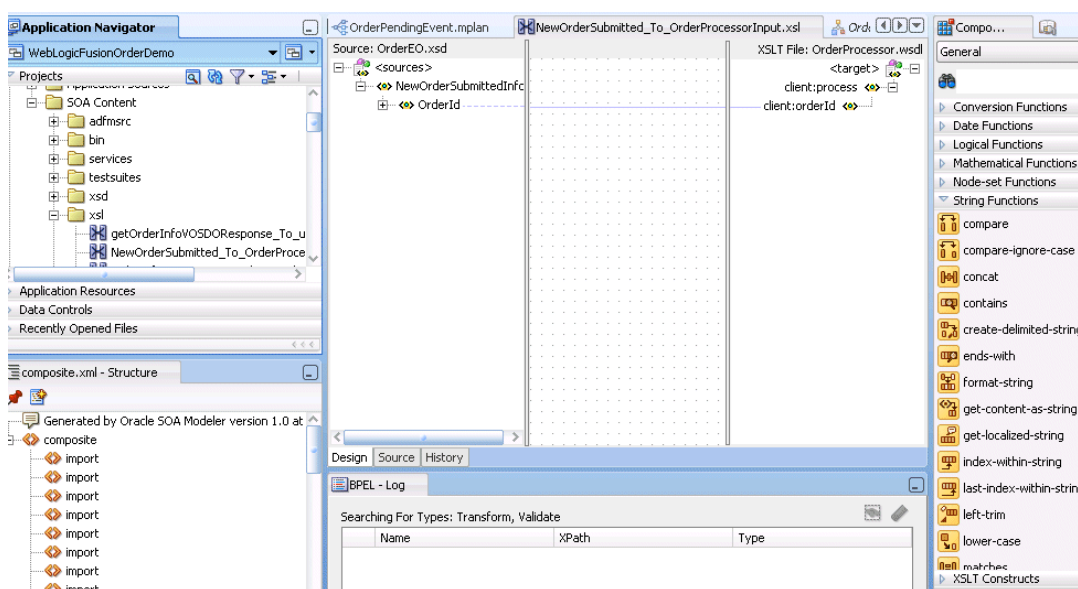 Application Navigator
WebLogicFusionOrderDemo
Projects
Application Sources
SOA Content
adfmsrc
bin
services
testsuites
xsd
xsl
getOrderInfoVOSDOResponse_To_u
NewOrderSubmitted_To_OrderProce
Application Resources
Data Controls
Recently Opened Files
composite.xml - Structure
Generated by Oracle SOA Modeler version 1.0 at
composite
import
import
import
import
import
import
import
import
OrderPendingEvent.mplan
NewOrderSubmitted_To_OrderProcessorInput.xsl
Orde
Source: OrderEO.xsd
XSLT File: OrderProcessor.wsdl
<sources>
<target>
NewOrderSubmittedInfo
client:process
OrderId
client:orderId
Design Source History
BPEL - Log
Searching For Types: Transform, Validate
Name XPath Type
Compo...
General
Conversion Functions
Date Functions
Logical Functions
Mathematical Functions
Node-set Functions
String Functions
compare
compare-ignore-case
concat
contains
create-delimited-string
ends-with
format-string
get-content-as-string
get-localized-string
index-within-string
last-index-within-strin
left-trim
lower-case
matches
XSLT Constructs